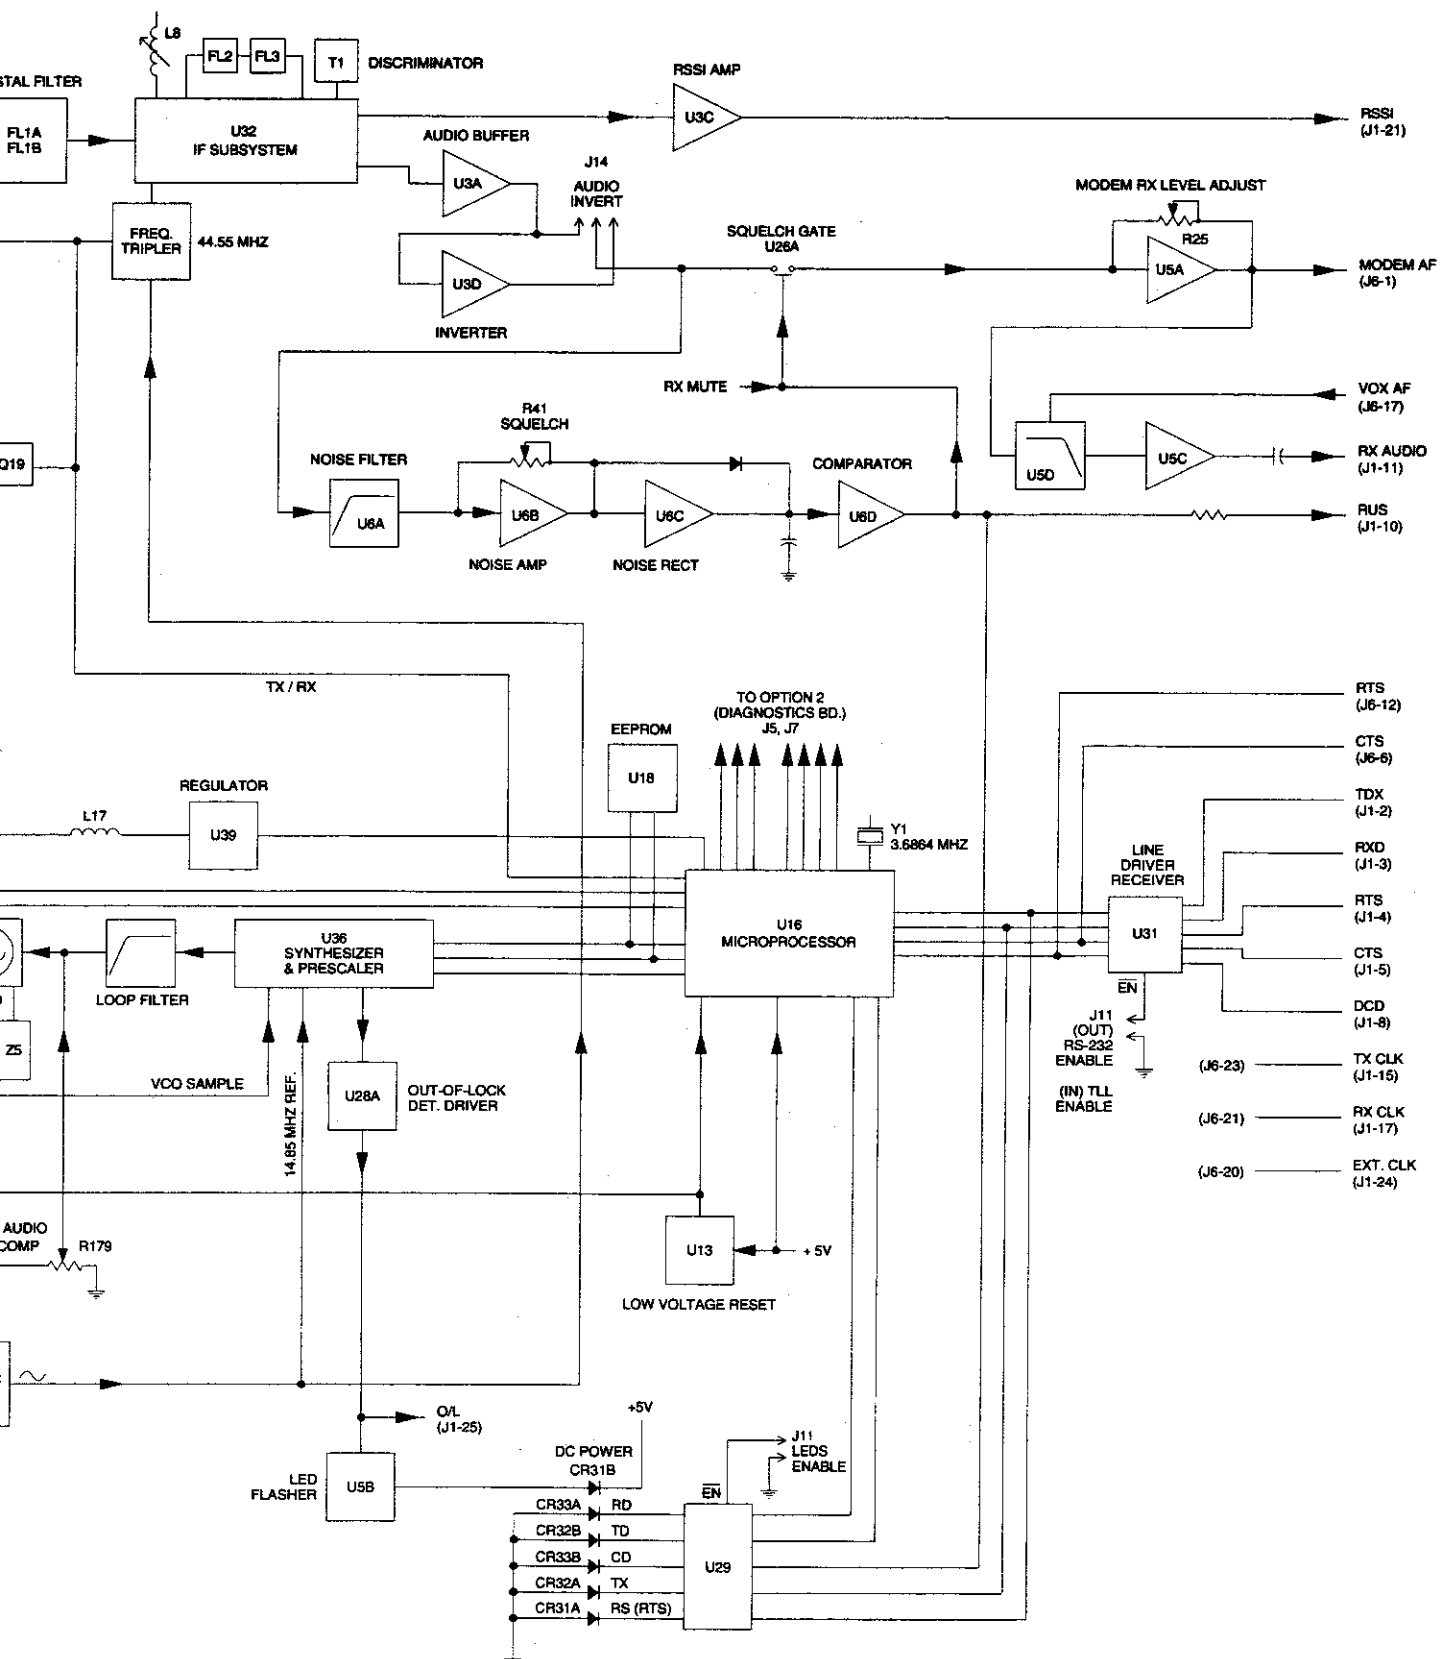 L8
FL2
FL3
T1
DISCRIMINATOR
STAL FILTER
FL1A
FL1B
U32
IF SUBSYSTEM
RSSI AMP
U3C
RSSI
(J1-21)
AUDIO BUFFER
U3A
J14
AUDIO
INVERT
MODEM RX LEVEL ADJUST
R25
FREQ.
TRIPLER
44.55 MHZ
SQUELCH GATE
U26A
U3D
INVERTER
U5A
MODEM AF
(J6-1)
RX MUTE
VOX AF
(J6-17)
R41
SQUELCH
Q19
NOISE FILTER
U6A
U6B
NOISE AMP
U6C
NOISE RECT
COMPARATOR
U6D
U5D
U5C
RX AUDIO
(J1-11)
RUS
(J1-10)
TX / RX
TO OPTION 2
(DIAGNOSTICS BD.)
J5, J7
RTS
(J6-12)
EEPROM
U18
CTS
(J6-6)
REGULATOR
L17
U39
Y1
3.6864 MHZ
TDX
(J1-2)
LINE
DRIVER
RECEIVER
RXD
(J1-3)
U16
MICROPROCESSOR
U31
RTS
(J1-4)
U36
SYNTHESIZER
& PRESCALER
LOOP FILTER
CTS
(J1-5)
EN
J11
(OUT)
RS-232
ENABLE
(IN) TLL
ENABLE
DCD
(J1-8)
Z5
VCO SAMPLE
14.85 MHZ REF.
U28A
OUT-OF-LOCK
DET. DRIVER
(J6-23)
TX CLK
(J1-15)
(J6-21)
RX CLK
(J1-17)
(J6-20)
EXT. CLK
(J1-24)
AUDIO
COMP
R179
U13
+ 5V
LOW VOLTAGE RESET
O/L
(J1-25)
+5V
LED
FLASHER
U5B
DC POWER
CR31B
J11
LEDS
ENABLE
EN
CR33A RD
CR32B TD
CR33B CD
CR32A TX
CR31A RS (RTS)
U29